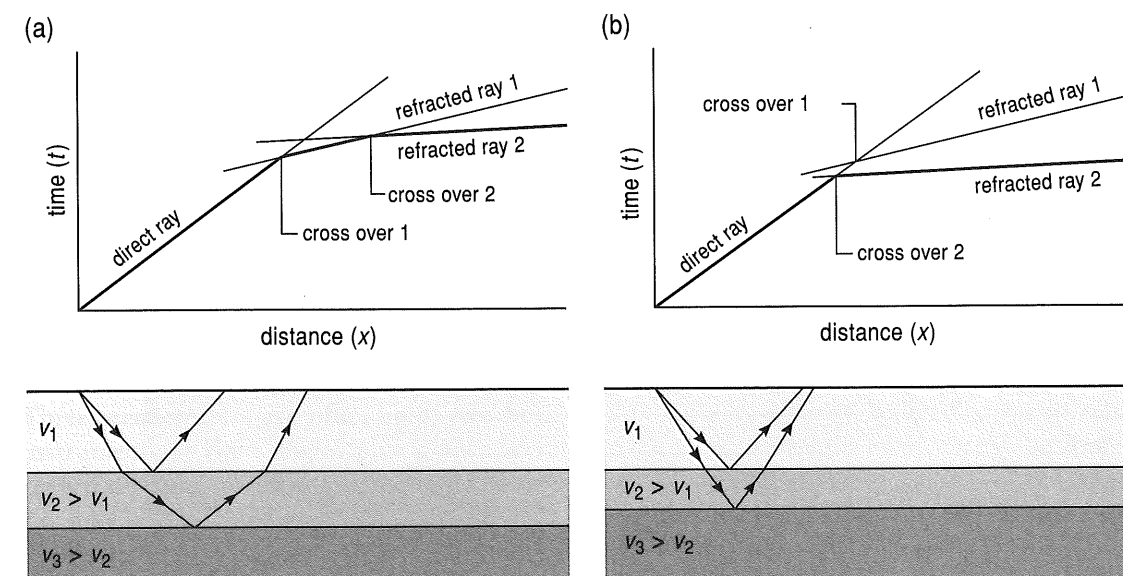 (a)
time (t)
direct ray
refracted ray 1
refracted ray 2
cross over 2
cross over 1
distance (x)
v1
v2 > v1
v3 > v2
(b)
time (t)
direct ray
cross over 1
refracted ray 1
refracted ray 2
cross over 2
distance (x)
v1
v2 > v1
v3 > v2